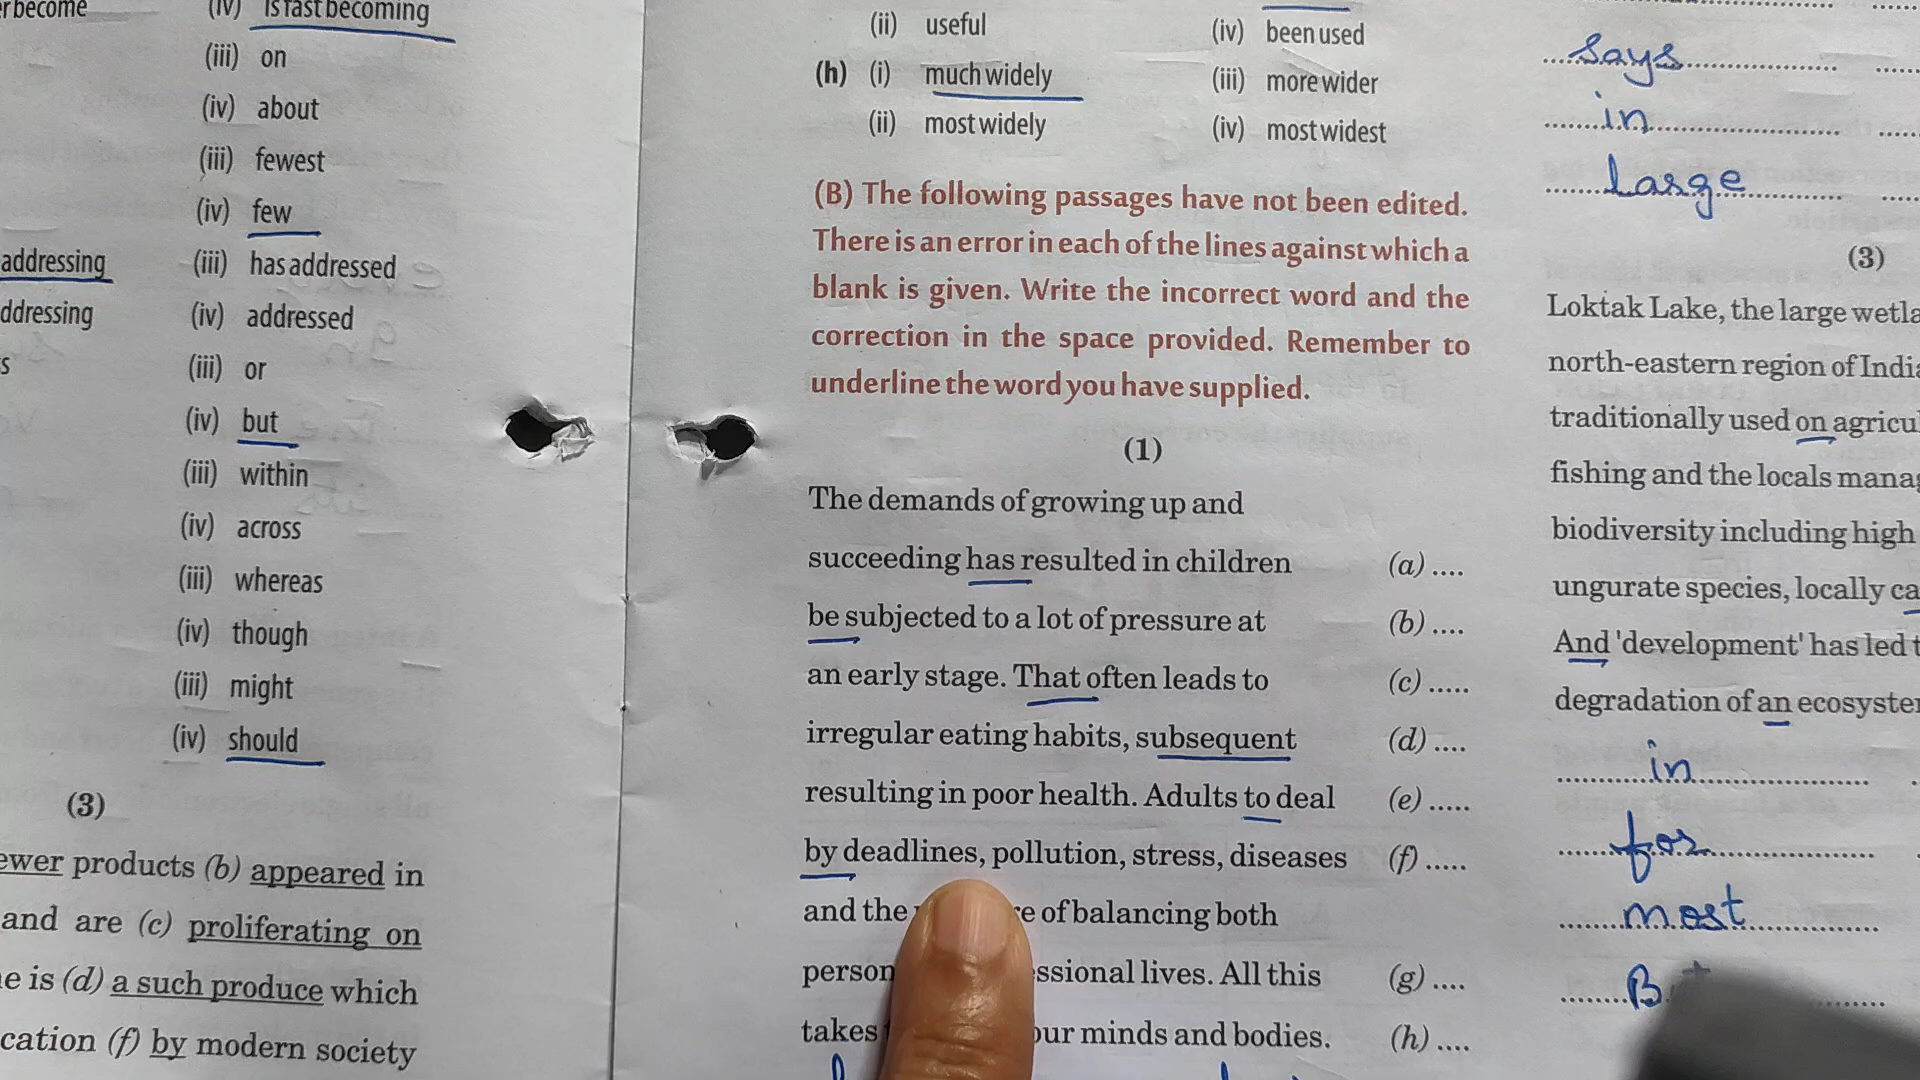 er become
(iv) is fast becoming
(iii) on
(iv) about
(iii) fewest
(iv) few
addressing (iii) has addressed
ddressing (iv) addressed
s (iii) or
(iv) but
(iii) within
(iv) across
(iii) whereas
(iv) though
(iii) might
(iv) should
(3)
ewer products (b) appeared in
and are (c) proliferating on
e is (d) a such produce which
cation (f) by modern society
(ii) useful (iv) been used
(h) (i) much widely (iii) more wider
(ii) most widely (iv) most widest
(B) The following passages have not been edited.
There is an error in each of the lines against which a
blank is given. Write the incorrect word and the
correction in the space provided. Remember to
underline the word you have supplied.
(1)
The demands of growing up and
succeeding has resulted in children (a) ....
be subjected to a lot of pressure at (b) ....
an early stage. That often leads to (c) .....
irregular eating habits, subsequent (d) ....
resulting in poor health. Adults to deal (e) .....
by deadlines, pollution, stress, diseases (f) .....
and the e of balancing both
person ssional lives. All this (g) ....
takes our minds and bodies. (h) ....
says
in
large
(3)
Loktak Lake, the large wetla
north-eastern region of India
traditionally used on agricul
fishing and the locals manag
biodiversity including high
ungurate species, locally ca
And 'development' has led t
degradation of an ecosyster
in
for
most